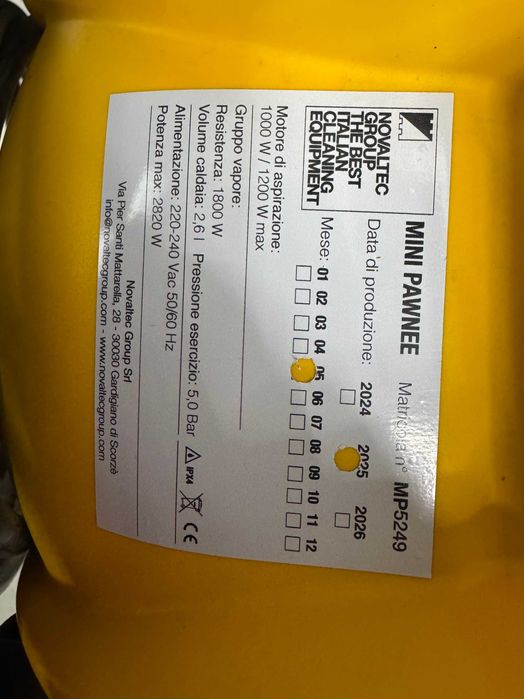 NOVALTEC
GROUP
THE BEST
ITALIAN
CLEANING
EQUIPMENT
MINI PAWNEE Matricola n° MP5249
Data di produzione: 2024 2025 2026
Mese: 01 02 03 04 05 06 07 08 09 10 11 12
Motore di aspirazione:
1000 W / 1200 W max
Gruppo vapore:
Resistenza: 1800 W
Volume caldaia: 2,6 l Pressione esercizio: 5,0 Bar IPX4 CE
Alimentazione: 220-240 Vac 50/60 Hz
Potenza max: 2820 W
Novaltec Group Srl
Via Pier Santi Mattarella, 28 - 30030 Gardigiano di Scorzè
info@novaltecgroup.com - www.novaltecgroup.com